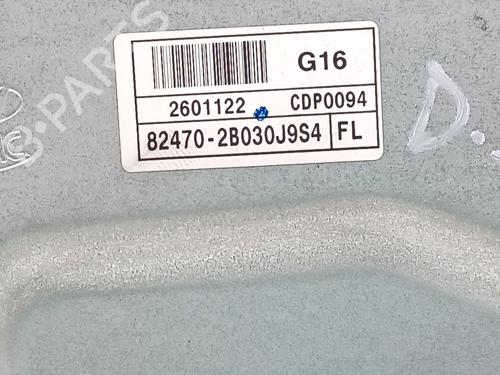 G16
2601122 CDP0094
82470-2B030J9S4 FL
D.
B-PARTS